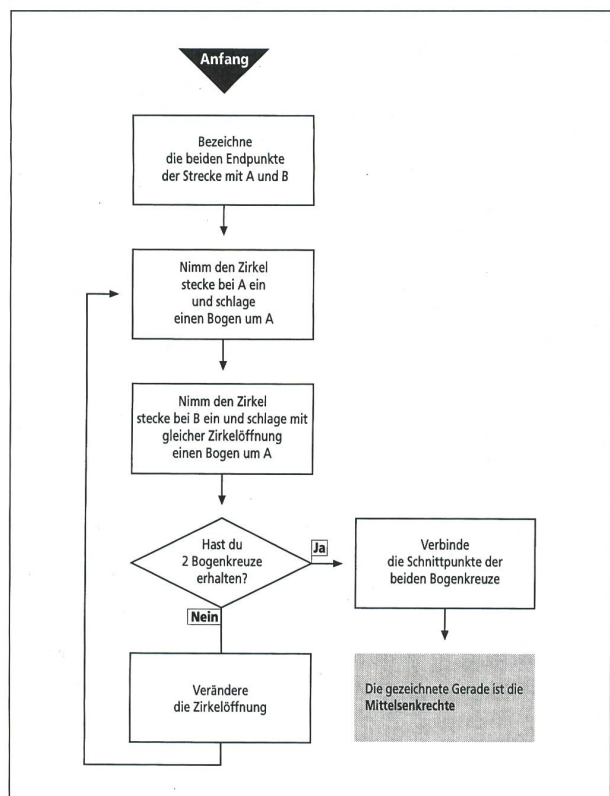 Anfang
Bezeichne
die beiden Endpunkte
der Strecke mit A und B
Nimm den Zirkel
stecke bei A ein
und schlage
einen Bogen um A
Nimm den Zirkel
stecke bei B ein und schlage mit
gleicher Zirkelöffnung
einen Bogen um A
Hast du
2 Bogenkreuze
erhalten?
Ja
Verbinde
die Schnittpunkte der
beiden Bogenkreuze
Nein
Verändere
die Zirkelöffnung
Die gezeichnete Gerade ist die
Mittelsenkrechte